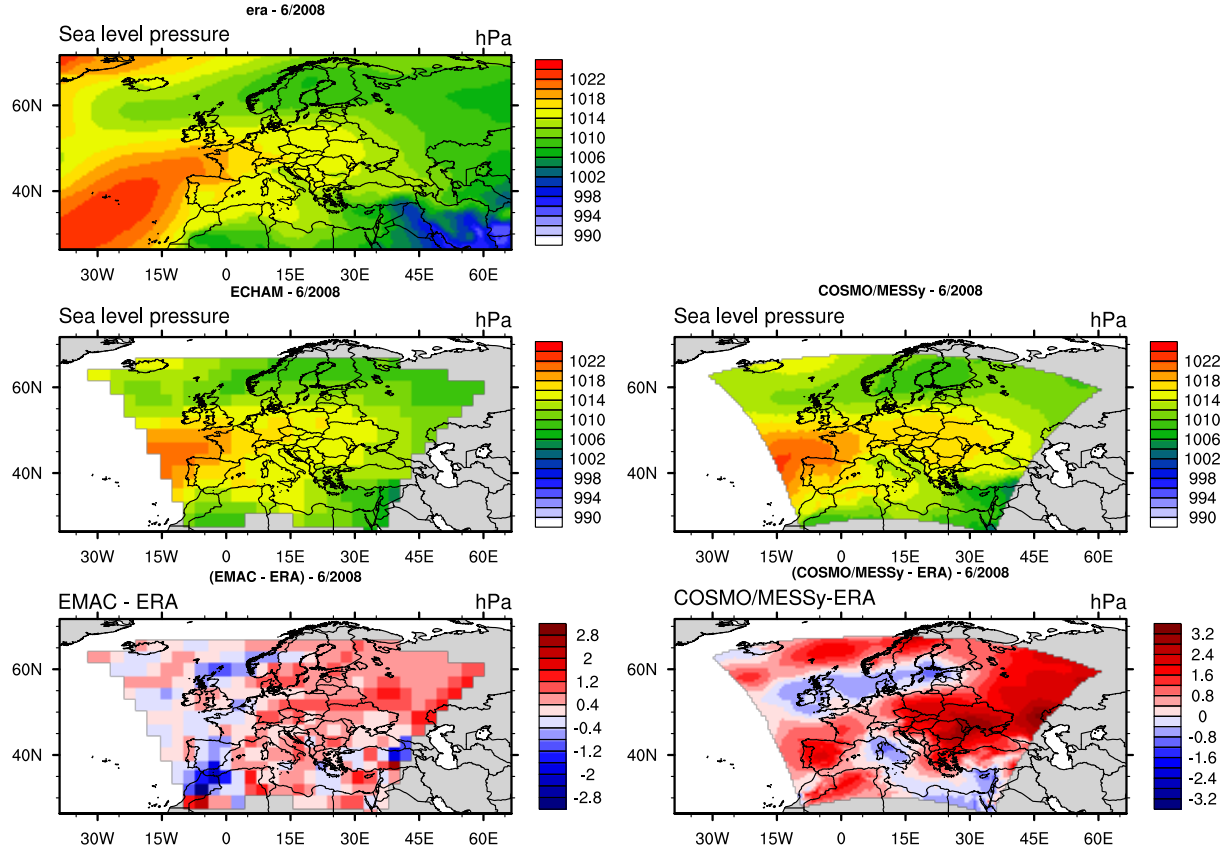 era - 6/2008
Sea level pressure hPa
60N
40N
30W 15W 0 15E 30E 45E 60E
1022
1018
1014
1010
1006
1002
998
994
990
ECHAM - 6/2008
Sea level pressure hPa
60N
40N
30W 15W 0 15E 30E 45E 60E
1022
1018
1014
1010
1006
1002
998
994
990
COSMO/MESSy - 6/2008
Sea level pressure hPa
60N
40N
30W 15W 0 15E 30E 45E 60E
1022
1018
1014
1010
1006
1002
998
994
990
(EMAC - ERA) - 6/2008
EMAC - ERA hPa
60N
40N
30W 15W 0 15E 30E 45E 60E
2.8
2
1.2
0.4
-0.4
-1.2
-2
-2.8
(COSMO/MESSy - ERA) - 6/2008
COSMO/MESSy-ERA hPa
60N
40N
30W 15W 0 15E 30E 45E 60E
3.2
2.4
1.6
0.8
0
-0.8
-1.6
-2.4
-3.2